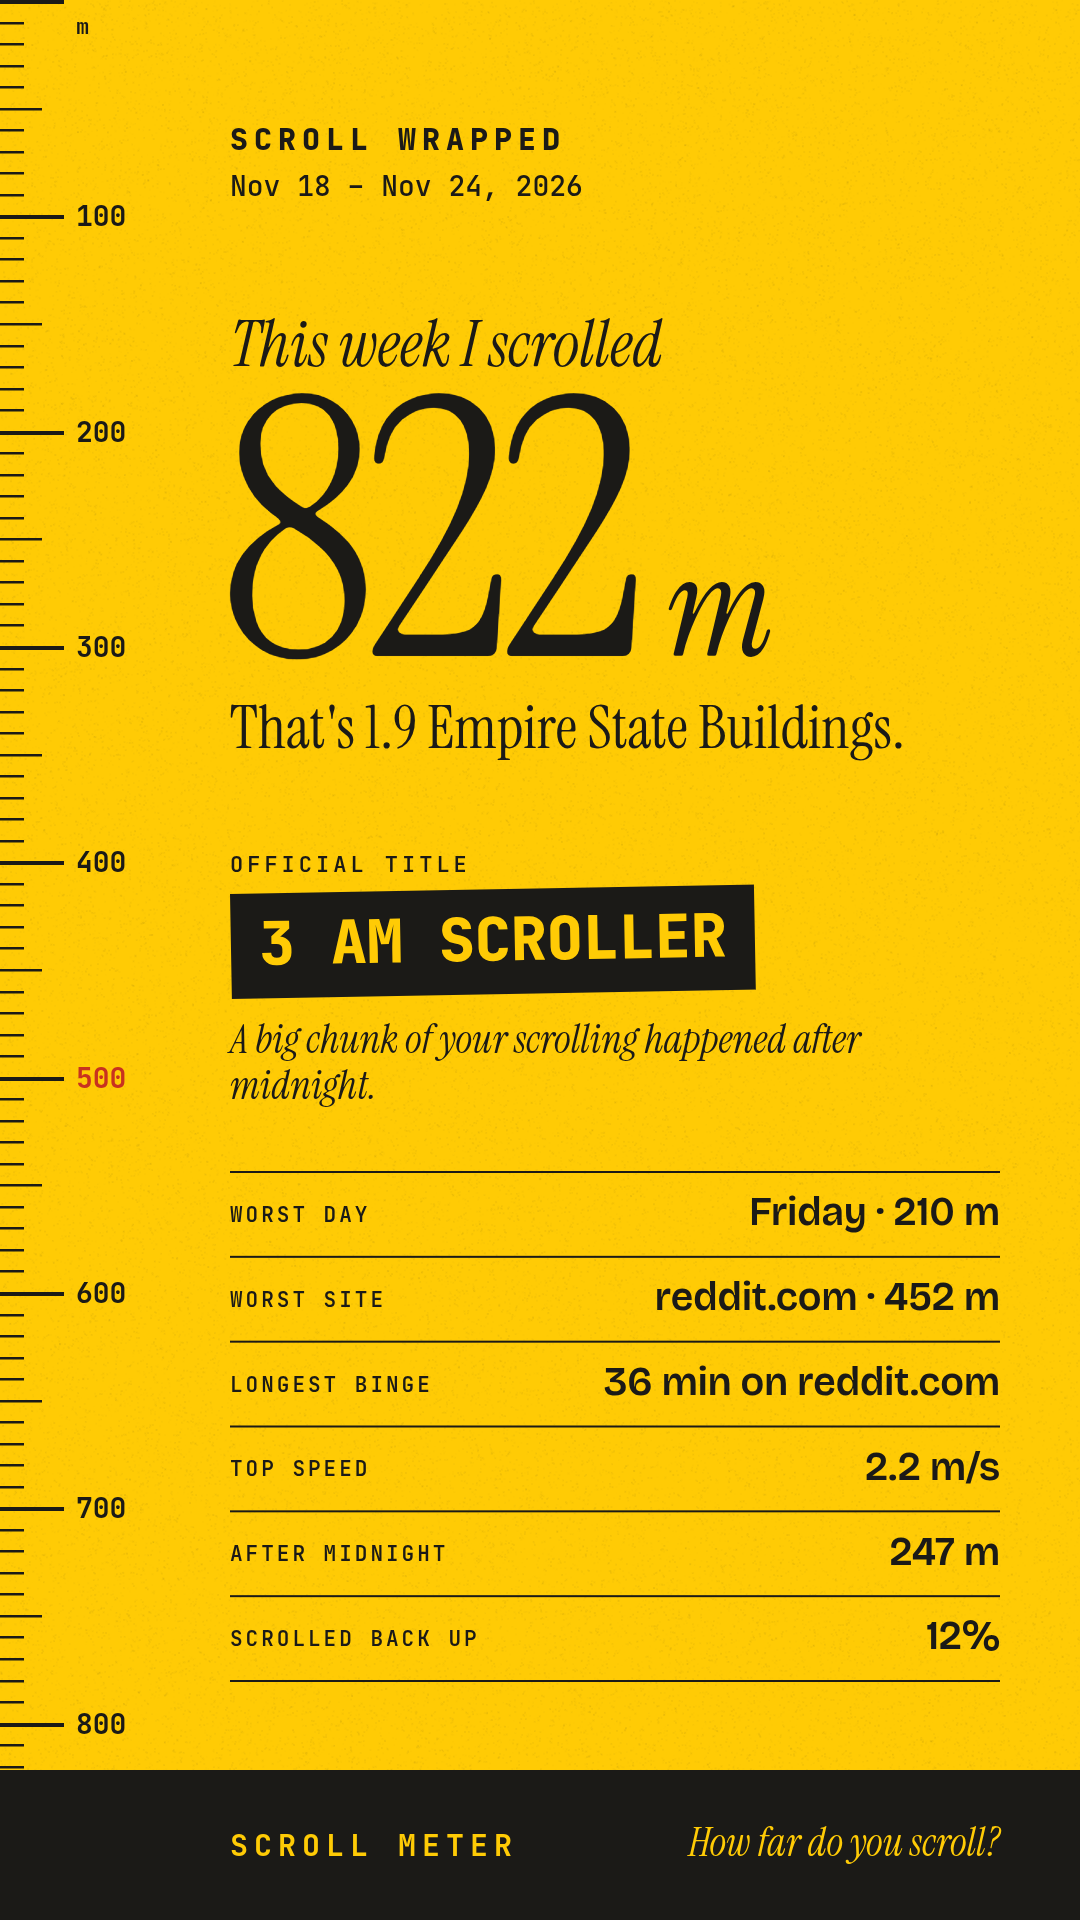 m
SCROLL WRAPPED
Nov 18 – Nov 24, 2026
100
This week I scrolled
200
822 m
300
That's 1.9 Empire State Buildings.
400
OFFICIAL TITLE
3 AM SCROLLER
A big chunk of your scrolling happened after
midnight.
500
WORST DAY Friday · 210 m
600
WORST SITE reddit.com · 452 m
LONGEST BINGE 36 min on reddit.com
TOP SPEED 2.2 m/s
700
AFTER MIDNIGHT 247 m
SCROLLED BACK UP 12%
800
SCROLL METER How far do you scroll?